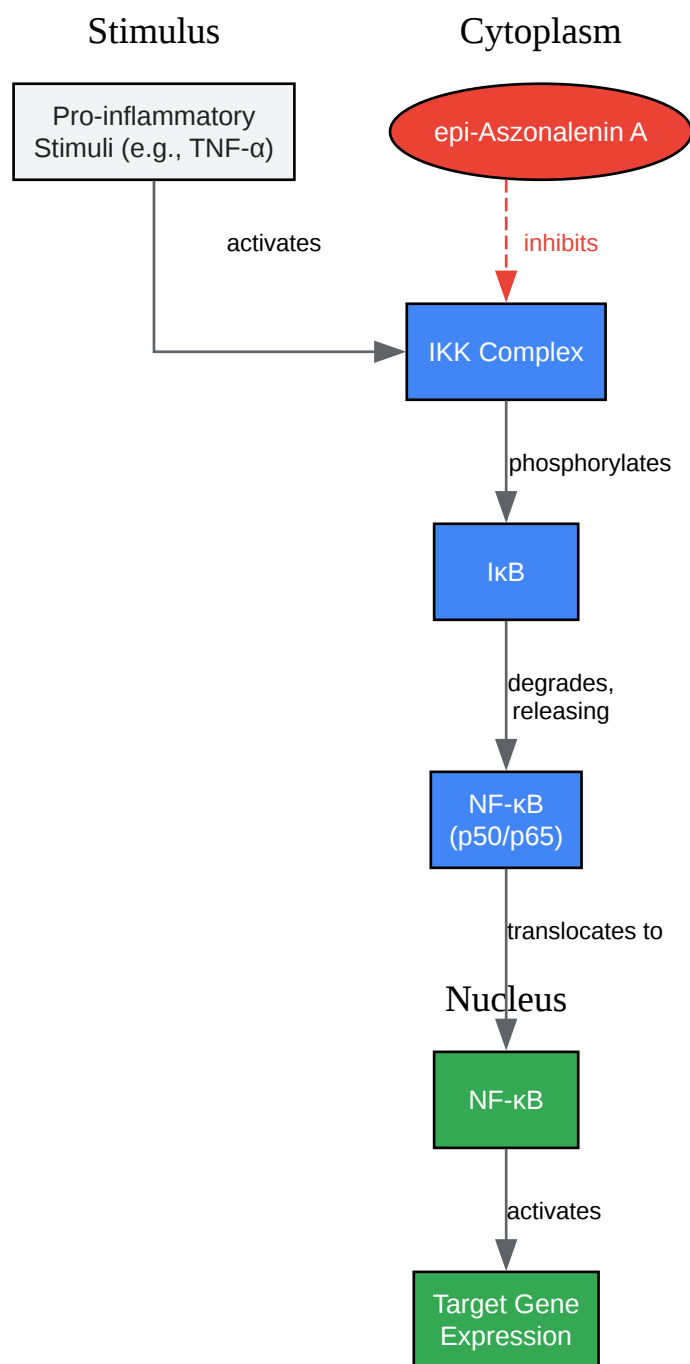 Stimulus
Cytoplasm
Pro-inflammatory
Stimuli (e.g., TNF-α)
epi-Aszonalenin A
activates
inhibits
IKK Complex
phosphorylates
IκB
degrades,
releasing
NF-κB
(p50/p65)
translocates to
Nucleus
NF-κB
activates
Target Gene
Expression